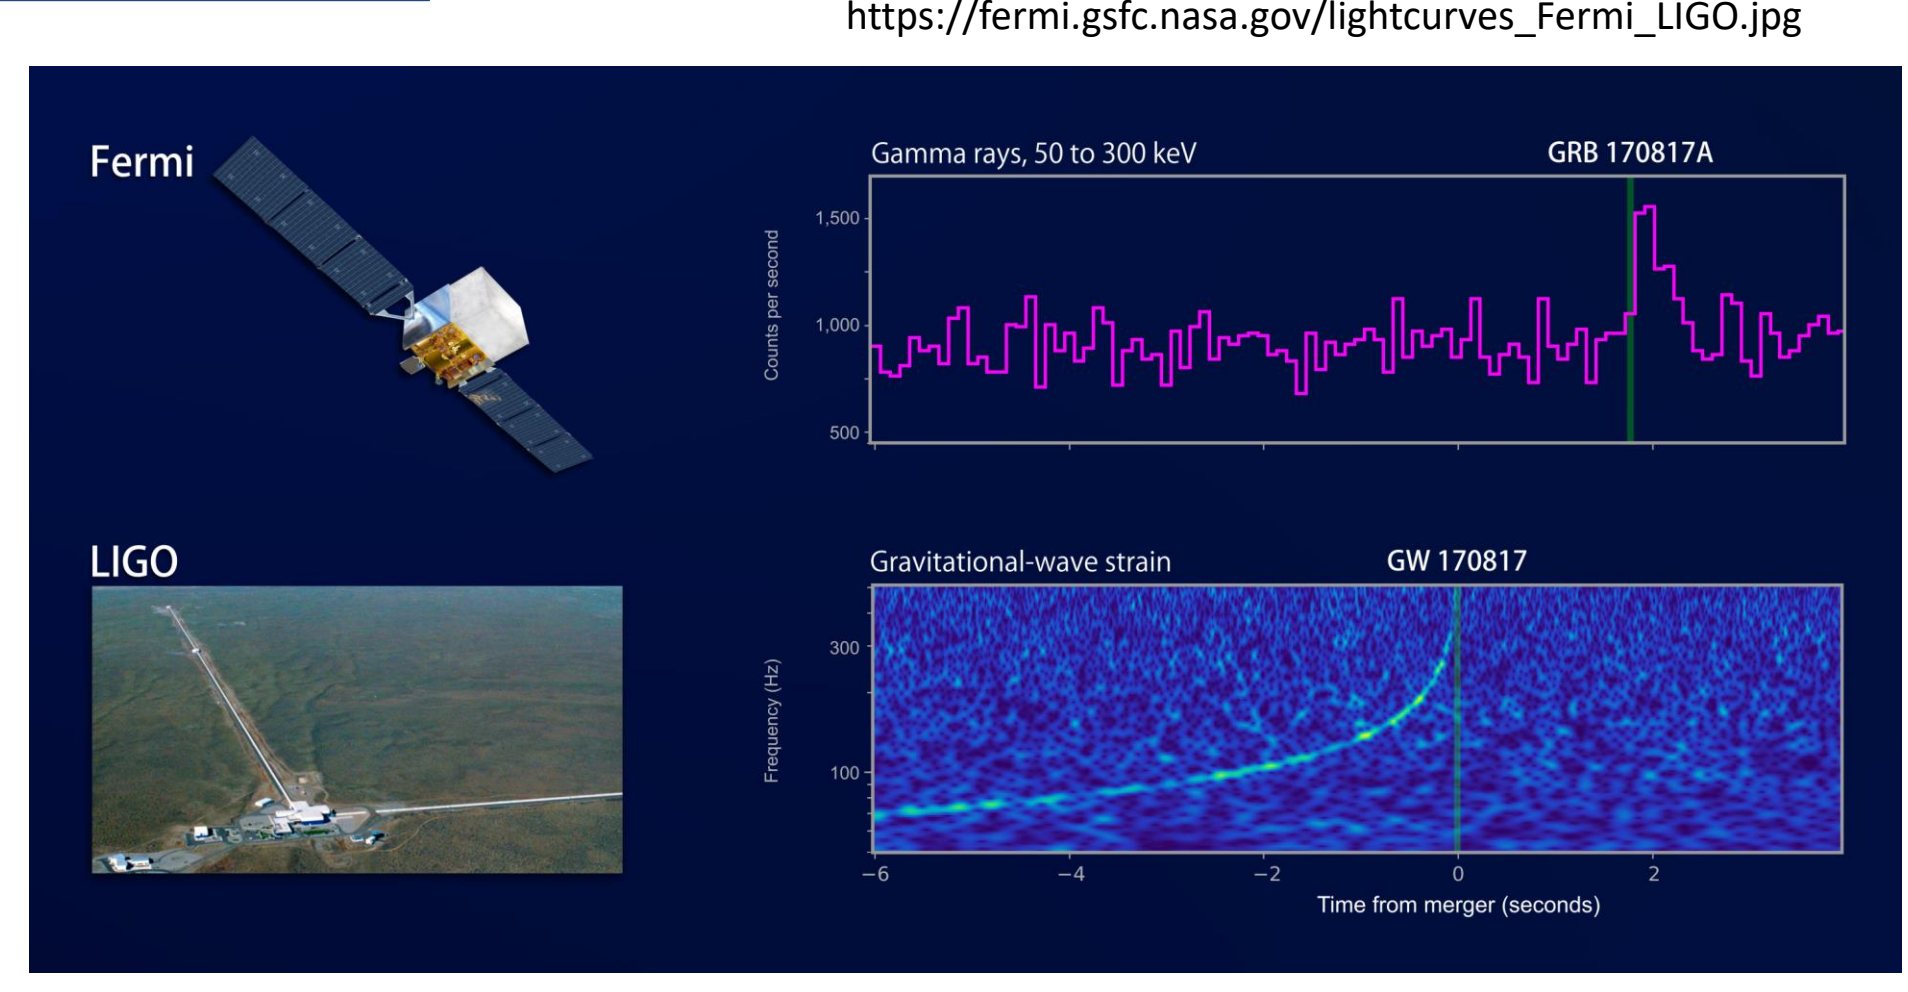 https://fermi.gsfc.nasa.gov/lightcurves_Fermi_LIGO.jpg
Fermi
Gamma rays, 50 to 300 keV
GRB 170817A
Counts per second
1,500
1,000
500
LIGO
Gravitational-wave strain
GW 170817
Frequency (Hz)
300
100
−6
−4
−2
0
2
Time from merger (seconds)